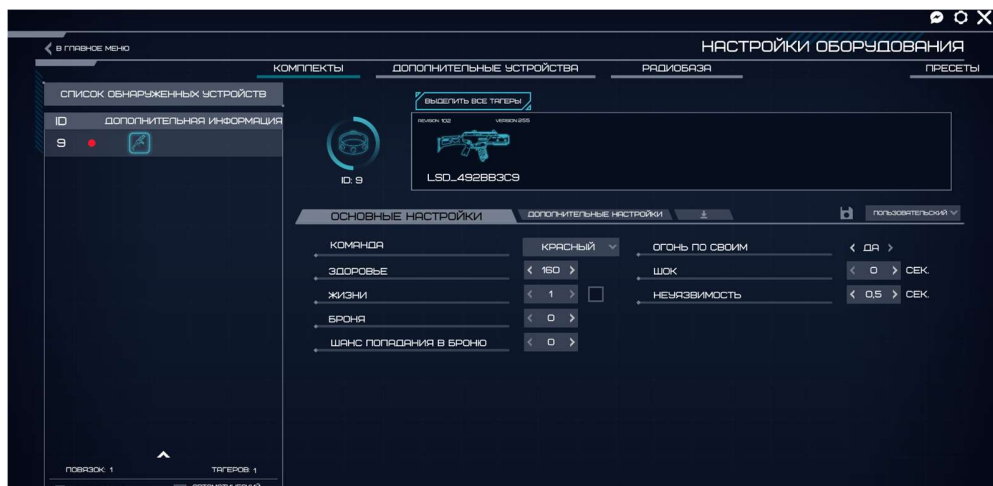 В ГЛАВНОЕ МЕНЮ
НАСТРОЙКИ ОБОРУДОВАНИЯ
КОМПЛЕКТЫ ДОПОЛНИТЕЛЬНЫЕ УСТРОЙСТВА РАДИОБАЗА ПРЕСЕТЫ
СПИСОК ОБНАРУЖЕННЫХ УСТРОЙСТВ
ID ДОПОЛНИТЕЛЬНАЯ ИНФОРМАЦИЯ
9
ВЫДЕЛИТЬ ВСЕ ТАГЕРЫ
REVISION 102 VERSION 255
LSD_492BB3C9
ID: 9
ОСНОВНЫЕ НАСТРОЙКИ ДОПОЛНИТЕЛЬНЫЕ НАСТРОЙКИ ПОЛЬЗОВАТЕЛЬСКИЙ
КОМАНДА КРАСНЫЙ ОГОНЬ ПО СВОИМ ДА
ЗДОРОВЬЕ 160 ШОК 0 СЕК.
ЖИЗНИ 1 НЕУЯЗВИМОСТЬ 0,5 СЕК.
БРОНЯ 0
ШАНС ПОПАДАНИЯ В БРОНЮ 0
ПОВЯЗОК: 1 ТАГЕРОВ: 1